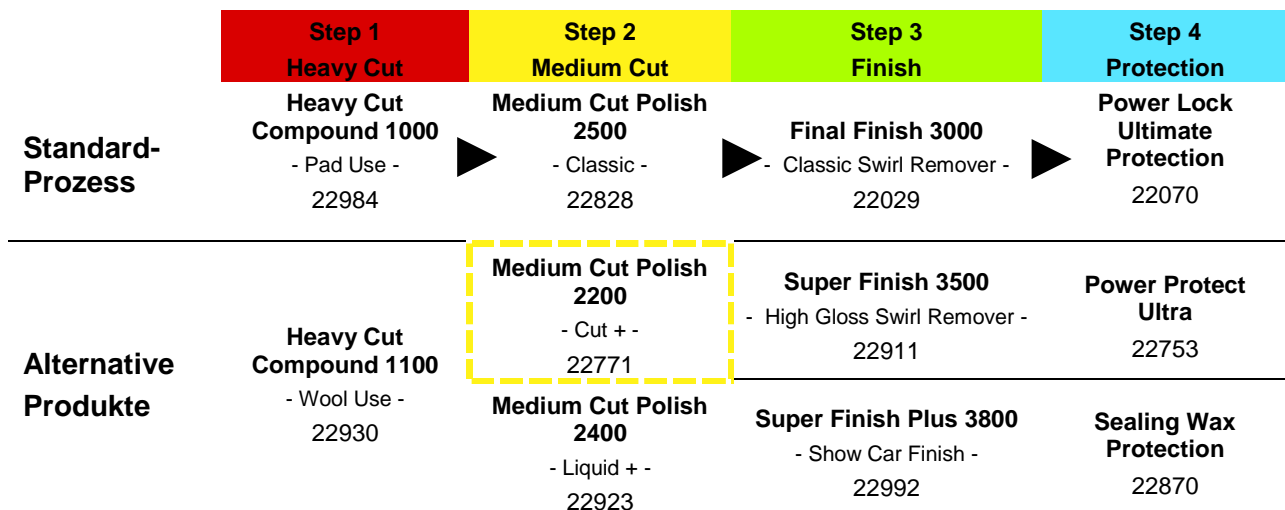 Step 1
Heavy Cut
Step 2
Medium Cut
Step 3
Finish
Step 4
Protection
Standard-
Prozess
Heavy Cut
Compound 1000
- Pad Use -
22984
Medium Cut Polish
2500
- Classic -
22828
Final Finish 3000
- Classic Swirl Remover -
22029
Power Lock
Ultimate
Protection
22070
Alternative
Produkte
Heavy Cut
Compound 1100
- Wool Use -
22930
Medium Cut Polish
2200
- Cut + -
22771
Super Finish 3500
- High Gloss Swirl Remover -
22911
Power Protect
Ultra
22753
Medium Cut Polish
2400
- Liquid + -
22923
Super Finish Plus 3800
- Show Car Finish -
22992
Sealing Wax
Protection
22870